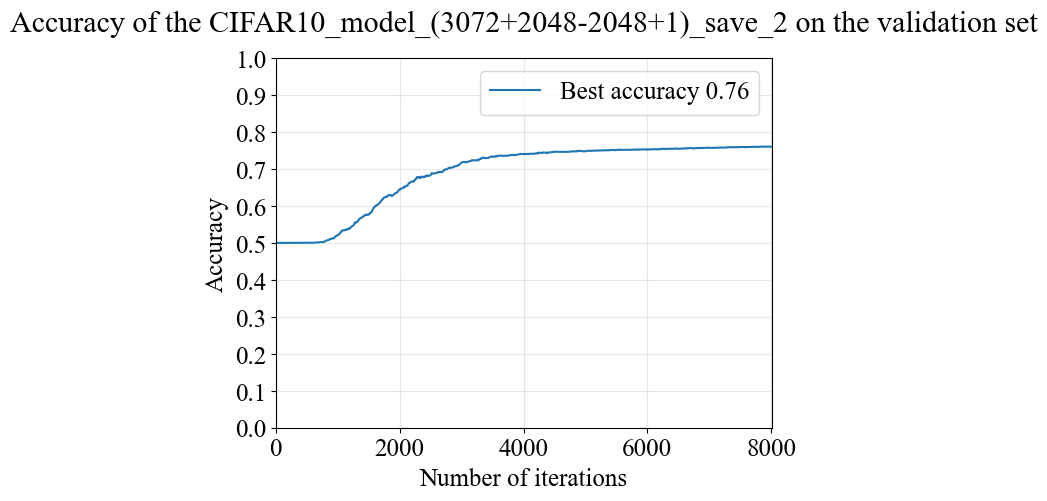 Accuracy of the CIFAR10_model_(3072+2048-2048+1)_save_2 on the validation set
Best accuracy 0.76
1.0
0.9
0.8
0.7
0.6
0.5
0.4
0.3
0.2
0.1
0.0
Accuracy
0 2000 4000 6000 8000
Number of iterations